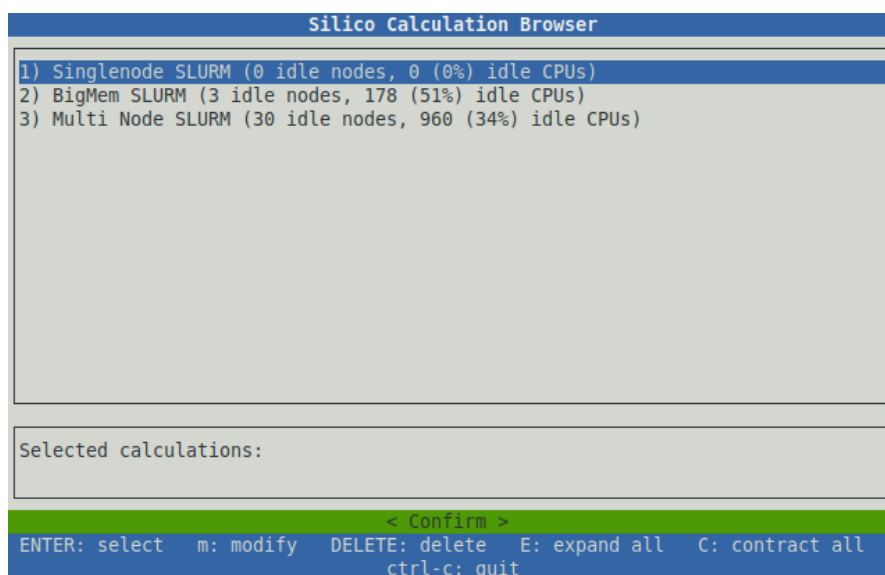 Silico Calculation Browser
1) Singlenode SLURM (0 idle nodes, 0 (0%) idle CPUs)
2) BigMem SLURM (3 idle nodes, 178 (51%) idle CPUs)
3) Multi Node SLURM (30 idle nodes, 960 (34%) idle CPUs)
Selected calculations:
< Confirm >
ENTER: select m: modify DELETE: delete E: expand all C: contract all
ctrl-c: quit